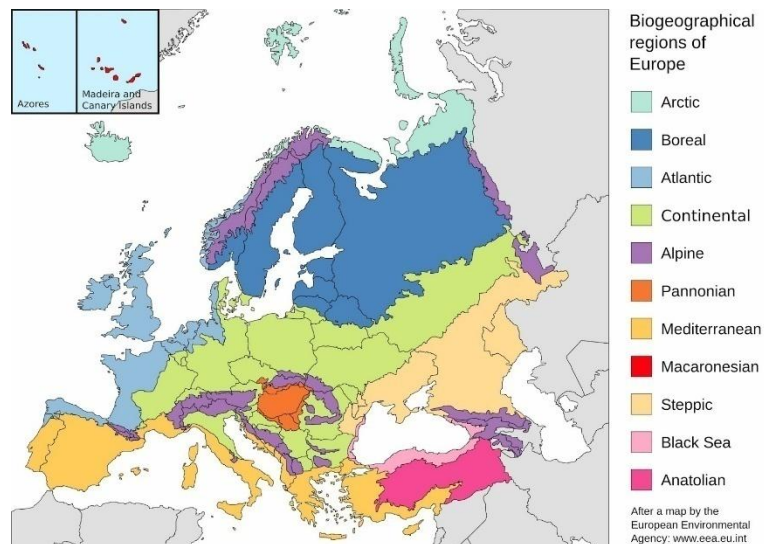 Azores
Madeira and
Canary Islands
Biogeographical
regions of
Europe
Arctic
Boreal
Atlantic
Continental
Alpine
Pannonian
Mediterranean
Macaronesian
Steppic
Black Sea
Anatolian
After a map by the
European Environmental
Agency: www.eea.eu.int